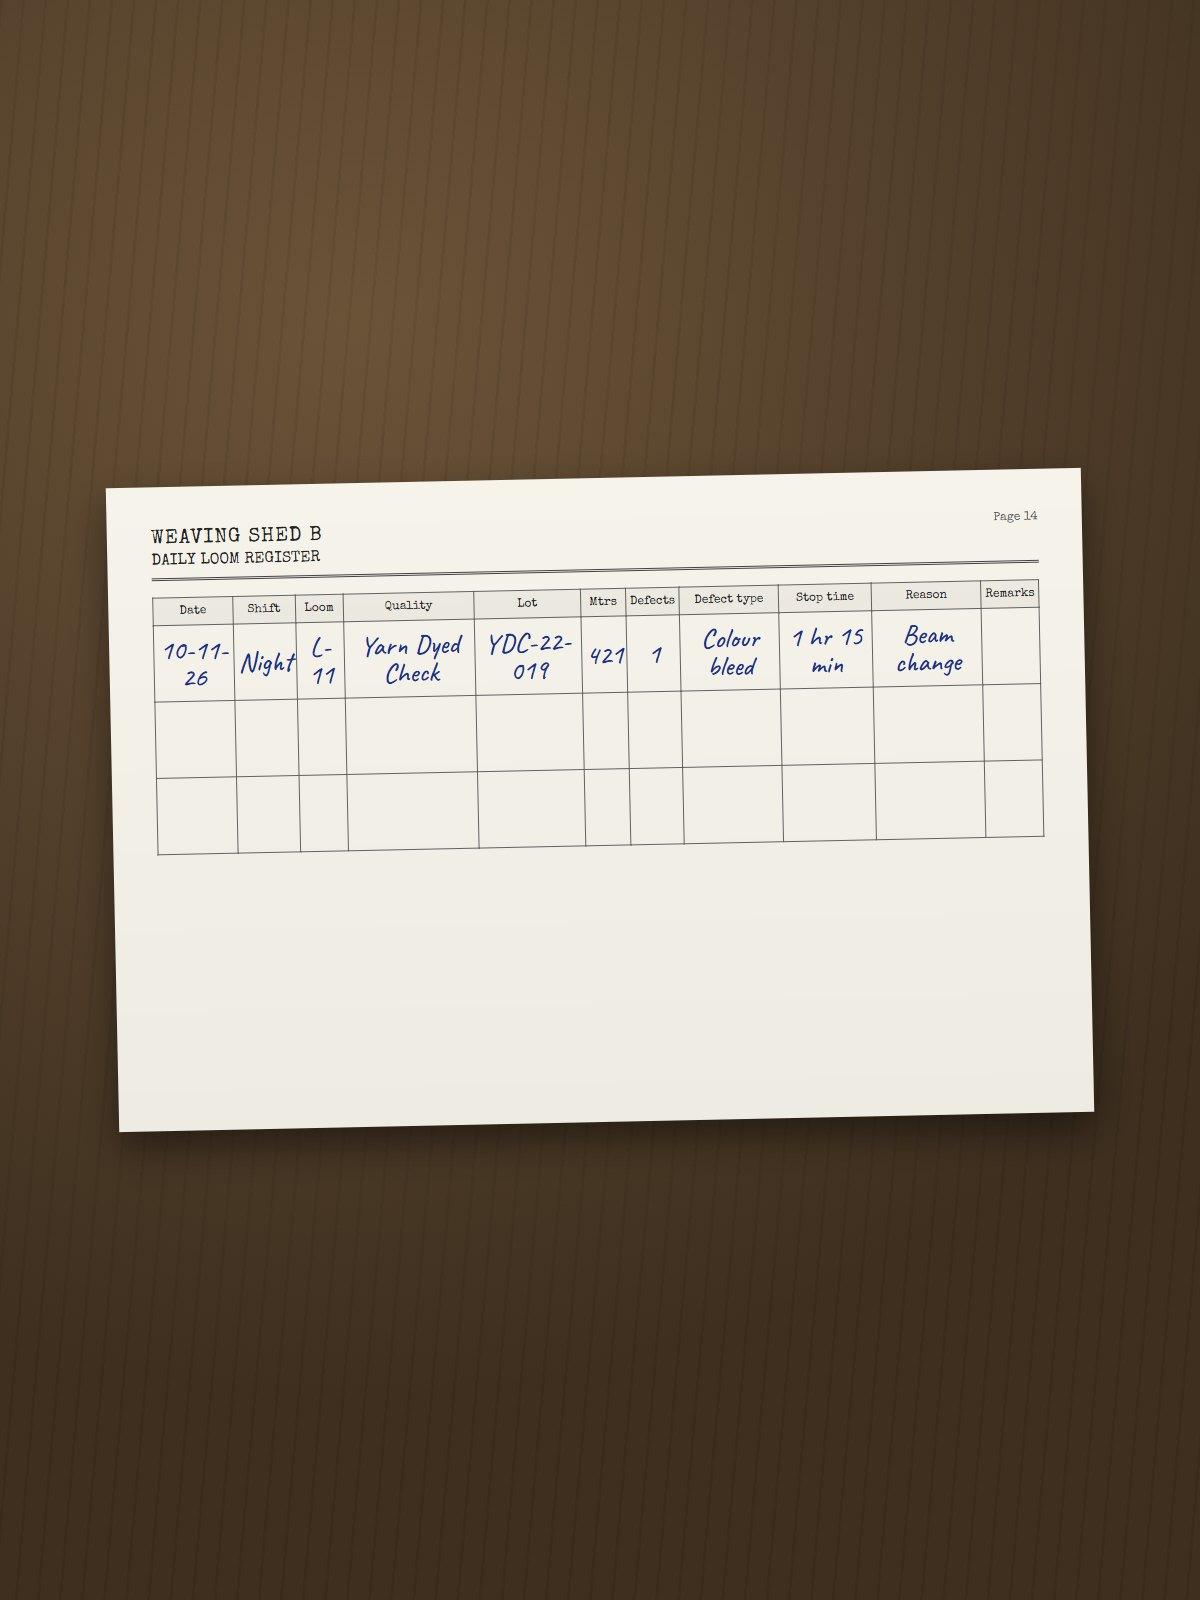 WEAVING SHED B
Page 14
DAILY LOOM REGISTER
Date Shift Loom Quality Lot Mtrs Defects Defect type Stop time Reason Remarks
10-11-26 Night L-11 Yarn Dyed Check YDC-22-019 421 1 Colour bleed 1 hr 15 min Beam change